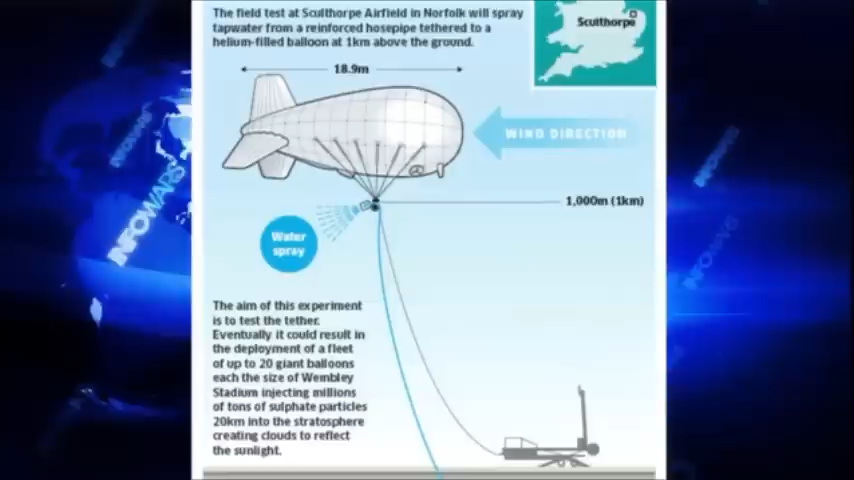 The field test at Sculthorpe Airfield in Norfolk will spray
tapwater from a reinforced hosepipe tethered to a
helium-filled balloon at 1km above the ground.
Sculthorpe
18.9m
WIND DIRECTION
1,000m (1km)
Water
spray
The aim of this experiment
is to test the tether.
Eventually it could result in
the deployment of a fleet
of up to 20 giant balloons
each the size of Wembley
Stadium injecting millions
of tons of sulphate particles
20km into the stratosphere
creating clouds to reflect
the sunlight.
INFOWARS
INFOWARS
INFOWARS
INFOWARS